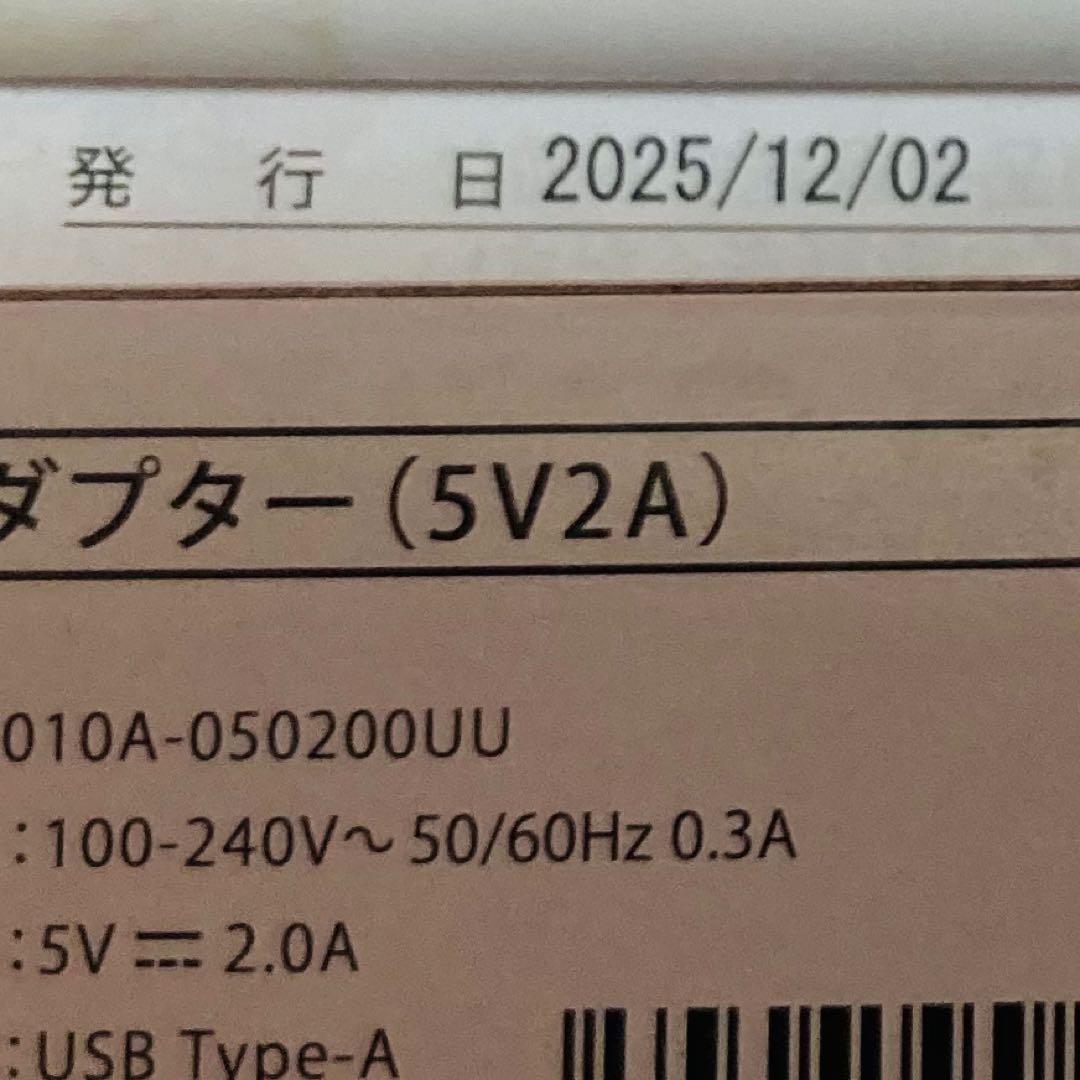 発行日 2025/12/02
ダプター(5V2A)
010A-050200UU
:100-240V～ 50/60Hz 0.3A
:5V⎓2.0A
:USB Type-A